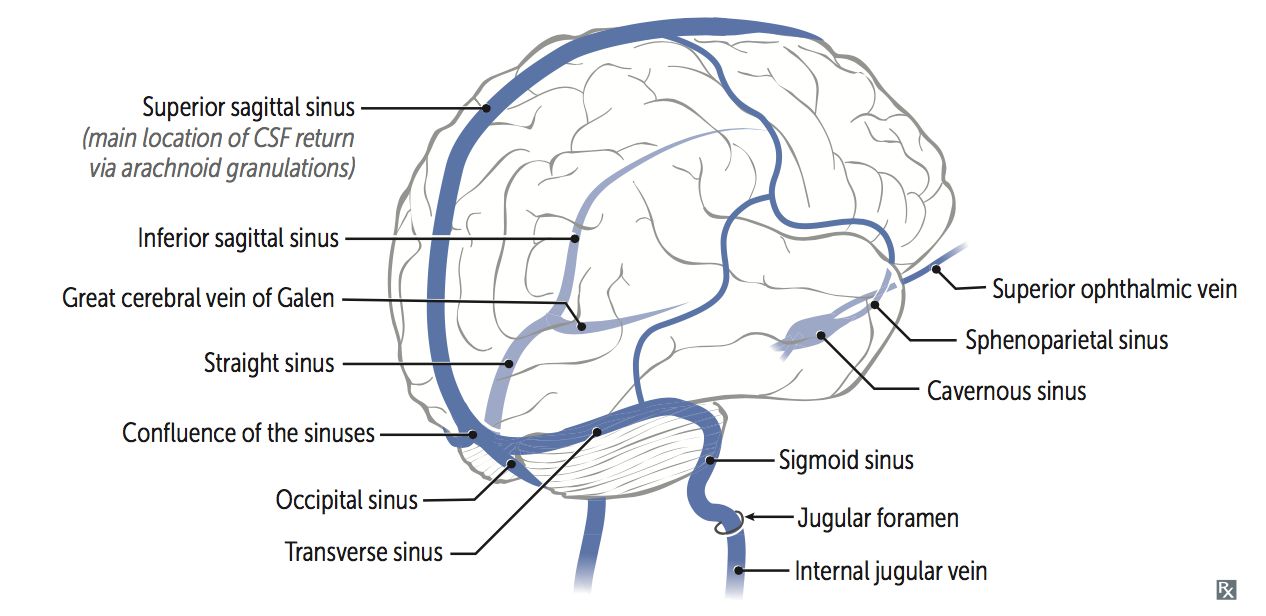 Superior sagittal sinus
(main location of CSF return
via arachnoid granulations)
Inferior sagittal sinus
Great cerebral vein of Galen
Straight sinus
Confluence of the sinuses
Occipital sinus
Transverse sinus
Superior ophthalmic vein
Sphenoparietal sinus
Cavernous sinus
Sigmoid sinus
Jugular foramen
Internal jugular vein
Rx